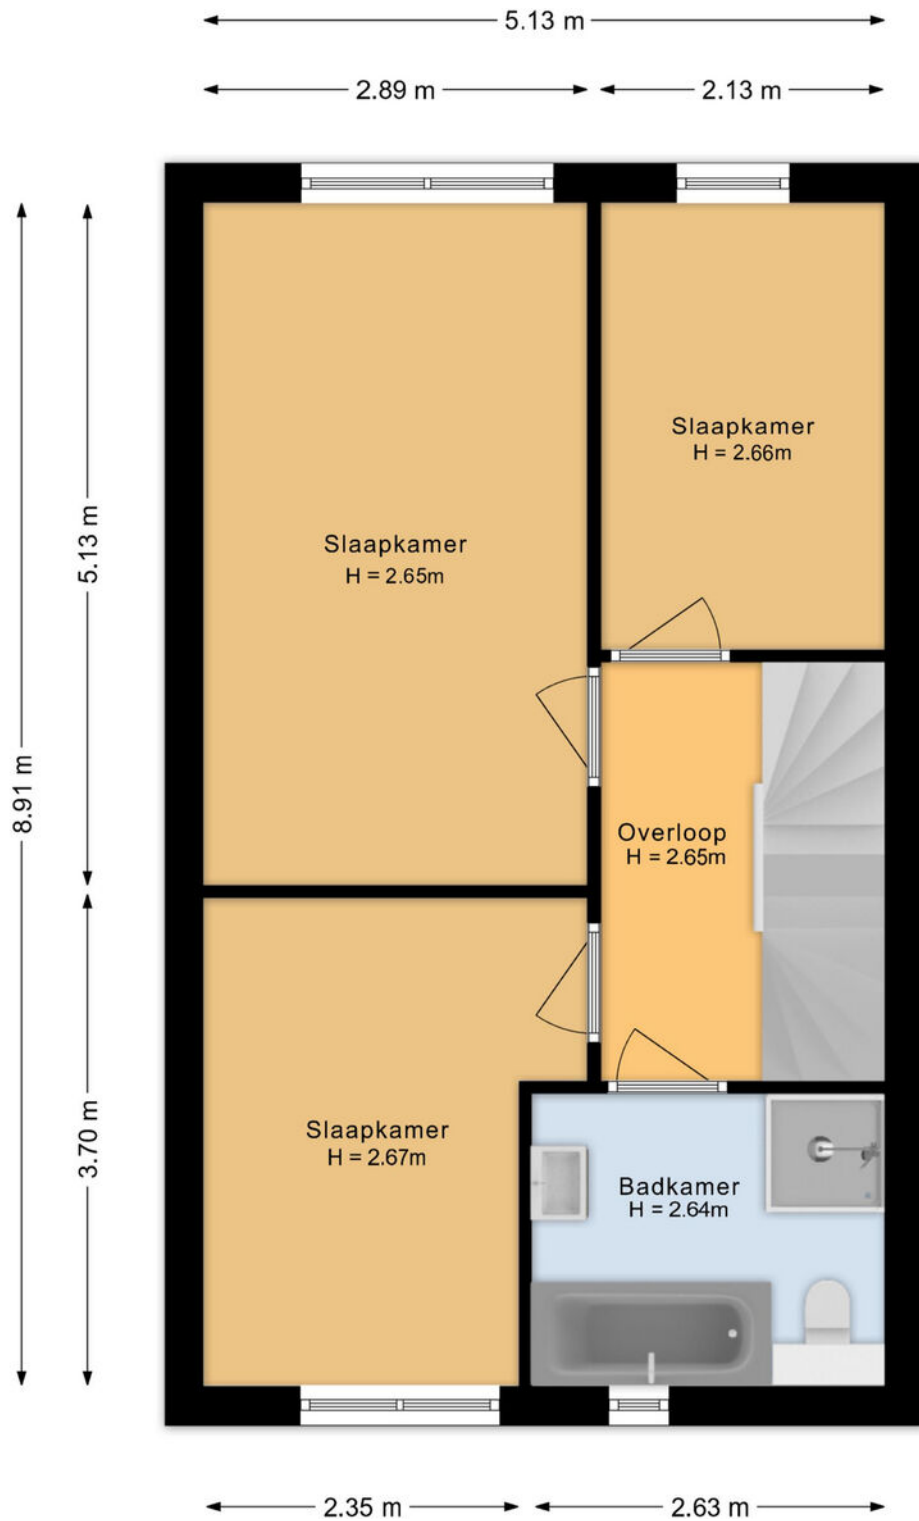 5.13 m
2.89 m
2.13 m
Slaapkamer
H = 2.66m
5.13 m
Slaapkamer
H = 2.65m
8.91 m
Overloop
H = 2.65m
3.70 m
Slaapkamer
H = 2.67m
Badkamer
H = 2.64m
2.35 m
2.63 m